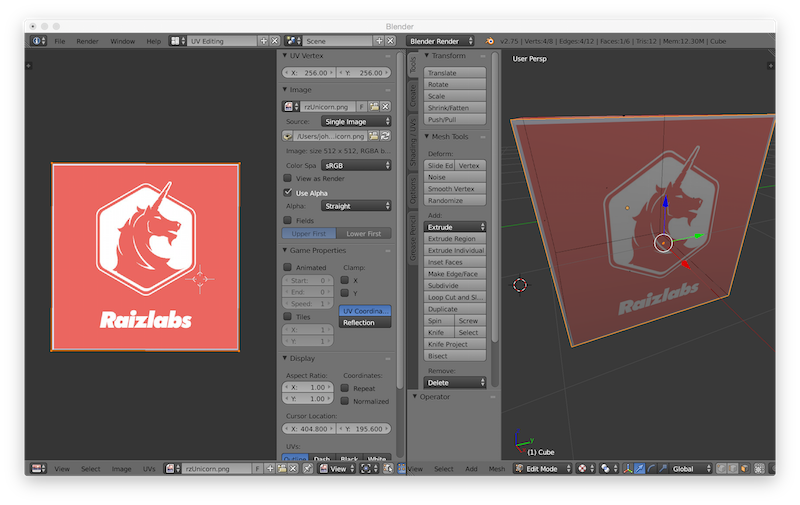 Blender
File Render Window Help UV Editing Scene Blender Render v2.75 | Verts:4/8 | Edges:4/12 | Faces:1/6 | Tris:12 | Mem:12.30M | Cube
UV Vertex
X: 256.00 Y: 256.00
Image
rzUnicorn.png F
Source: Single Image
/Users/joh...icorn.png
Image: size 512 x 512, RGBA b...
Color Spa sRGB
View as Render
Use Alpha
Alpha: Straight
Fields
Upper First Lower First
Game Properties
Animated Clamp:
Start: 0 X
End: 0 Y
Speed: 1
Tiles UV Coordina...
X: 1 Reflection
Y: 1
Display
Aspect Ratio: Coordinates:
X: 1.00 Repeat
Y: 1.00 Normalized
Cursor Location:
X: 404.800 Y: 195.600
UVs:
Outline Dash Black White
Raizlabs
Tools
Create
Shading / UVs
Options
Grease Pencil
Transform
Translate
Rotate
Scale
Shrink/Fatten
Push/Pull
Mesh Tools
Deform:
Slide Ed Vertex
Noise
Smooth Vertex
Randomize
Add:
Extrude
Extrude Region
Extrude Individual
Inset Faces
Make Edge/Face
Subdivide
Loop Cut and Sl...
Duplicate
Spin Screw
Knife Select
Knife Project
Bisect
Remove:
Delete
Operator
User Persp
Raizlabs
(1) Cube
View Select Image UVs rzUnicorn.png F View
View Select Add Mesh Edit Mode Global